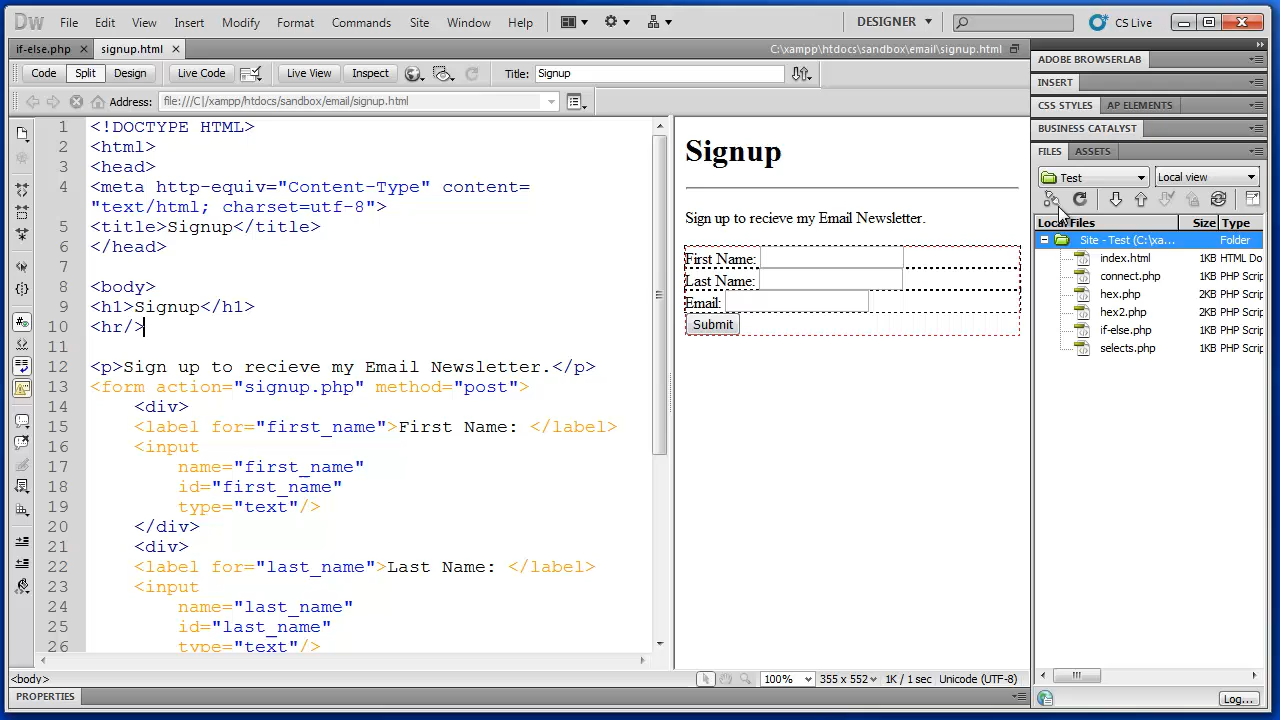 Dw File Edit View Insert Modify Format Commands Site Window Help DESIGNER CS Live
if-else.php signup.html C:\xampp\htdocs\sandbox\email\signup.html
Code Split Design Live Code Live View Inspect Title: Signup
Address: file:///C|/xampp/htdocs/sandbox/email/signup.html
1 <!DOCTYPE HTML>
2 <html>
3 <head>
4 <meta http-equiv="Content-Type" content=
"text/html; charset=utf-8">
5 <title>Signup</title>
6 </head>
7
8 <body>
9 <h1>Signup</h1>
10 <hr/>
11
12 <p>Sign up to recieve my Email Newsletter.</p>
13 <form action="signup.php" method="post">
14 <div>
15 <label for="first_name">First Name: </label>
16 <input
17 name="first_name"
18 id="first_name"
19 type="text"/>
20 </div>
21 <div>
22 <label for="last_name">Last Name: </label>
23 <input
24 name="last_name"
25 id="last_name"
26 type="text"/>
Signup
Sign up to recieve my Email Newsletter.
First Name:
Last Name:
Email:
Submit
<body> 100% 355 x 552 1K / 1 sec Unicode (UTF-8)
PROPERTIES
ADOBE BROWSERLAB
INSERT
CSS STYLES AP ELEMENTS
BUSINESS CATALYST
FILES ASSETS
Test Local view
Local Files Size Type
Site - Test (C:\xa... Folder
index.html 1KB HTML Do
connect.php 1KB PHP Scrip
hex.php 2KB PHP Scrip
hex2.php 2KB PHP Scrip
if-else.php 1KB PHP Scrip
selects.php 1KB PHP Scrip
Log...